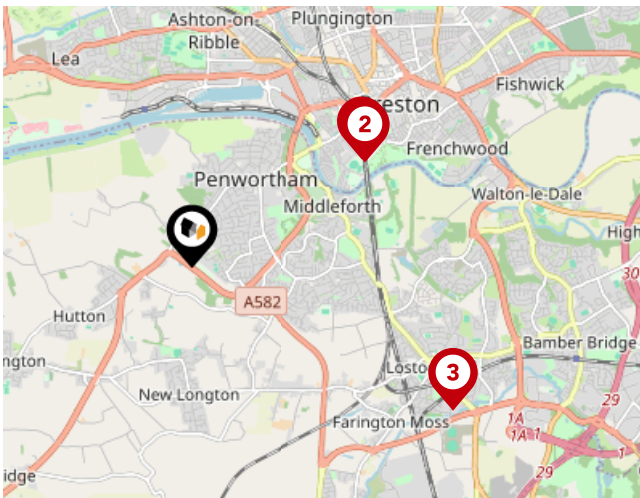 Ashton-on-
Ribble
Plungington
Lea
Fishwick
2
reston
Frenchwood
Penwortham
Middleforth
Walton-le-Dale
High
30
A582
Hutton
Bamber Bridge
ngton
Losto
3
New Longton
29
Farington Moss
1A
1A
1
idge
29